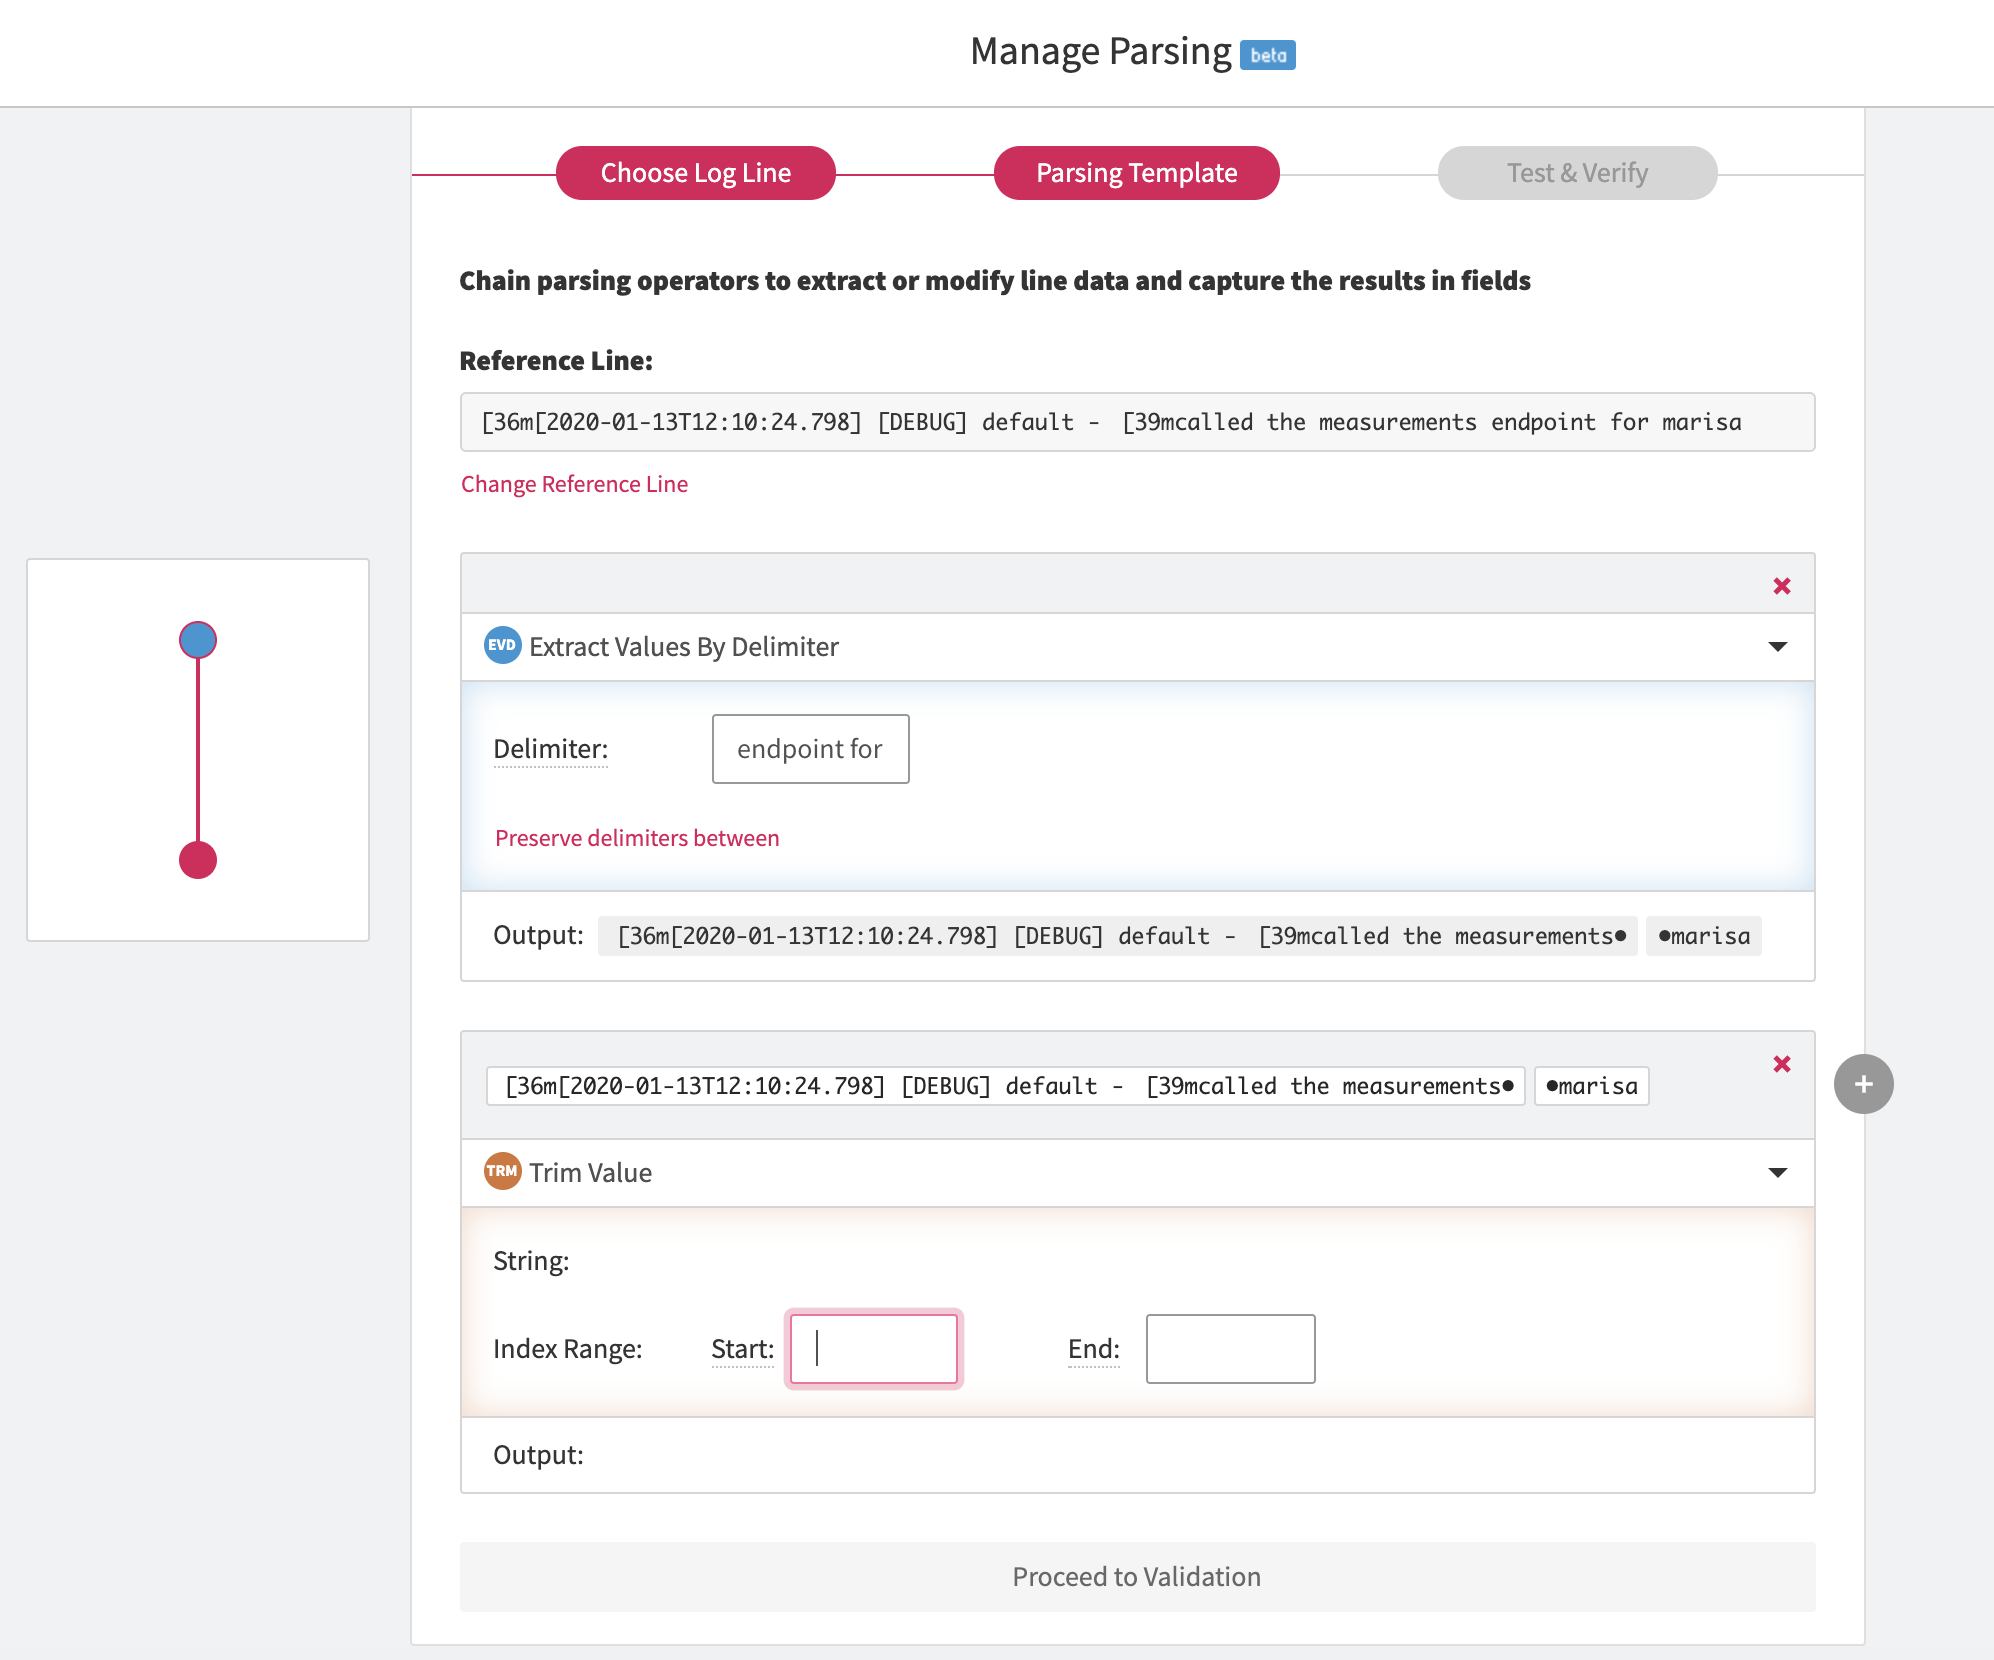 Manage Parsing beta
Choose Log Line
Parsing Template
Test & Verify
Chain parsing operators to extract or modify line data and capture the results in fields
Reference Line:
[36m[2020-01-13T12:10:24.798] [DEBUG] default - [39mcalled the measurements endpoint for marisa
Change Reference Line
EVD Extract Values By Delimiter
Delimiter: endpoint for
Preserve delimiters between
Output: [36m[2020-01-13T12:10:24.798] [DEBUG] default - [39mcalled the measurements• •marisa
[36m[2020-01-13T12:10:24.798] [DEBUG] default - [39mcalled the measurements• •marisa
+
TRM Trim Value
String:
Index Range: Start: End:
Output:
Proceed to Validation